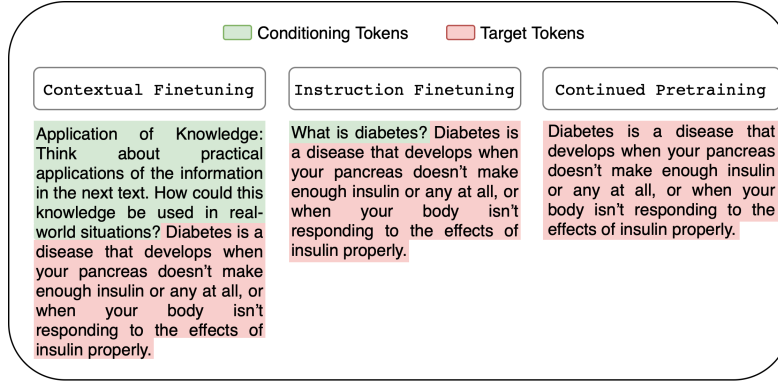 Conditioning Tokens
Target Tokens
Contextual Finetuning
Application of Knowledge:
Think about practical
applications of the information
in the next text. How could this
knowledge be used in real-
world situations? Diabetes is a
disease that develops when
your pancreas doesn't make
enough insulin or any at all, or
when your body isn't
responding to the effects of
insulin properly.
Instruction Finetuning
What is diabetes? Diabetes is
a disease that develops when
your pancreas doesn't make
enough insulin or any at all, or
when your body isn't
responding to the effects of
insulin properly.
Continued Pretraining
Diabetes is a disease that
develops when your pancreas
doesn't make enough insulin
or any at all, or when your
body isn't responding to the
effects of insulin properly.